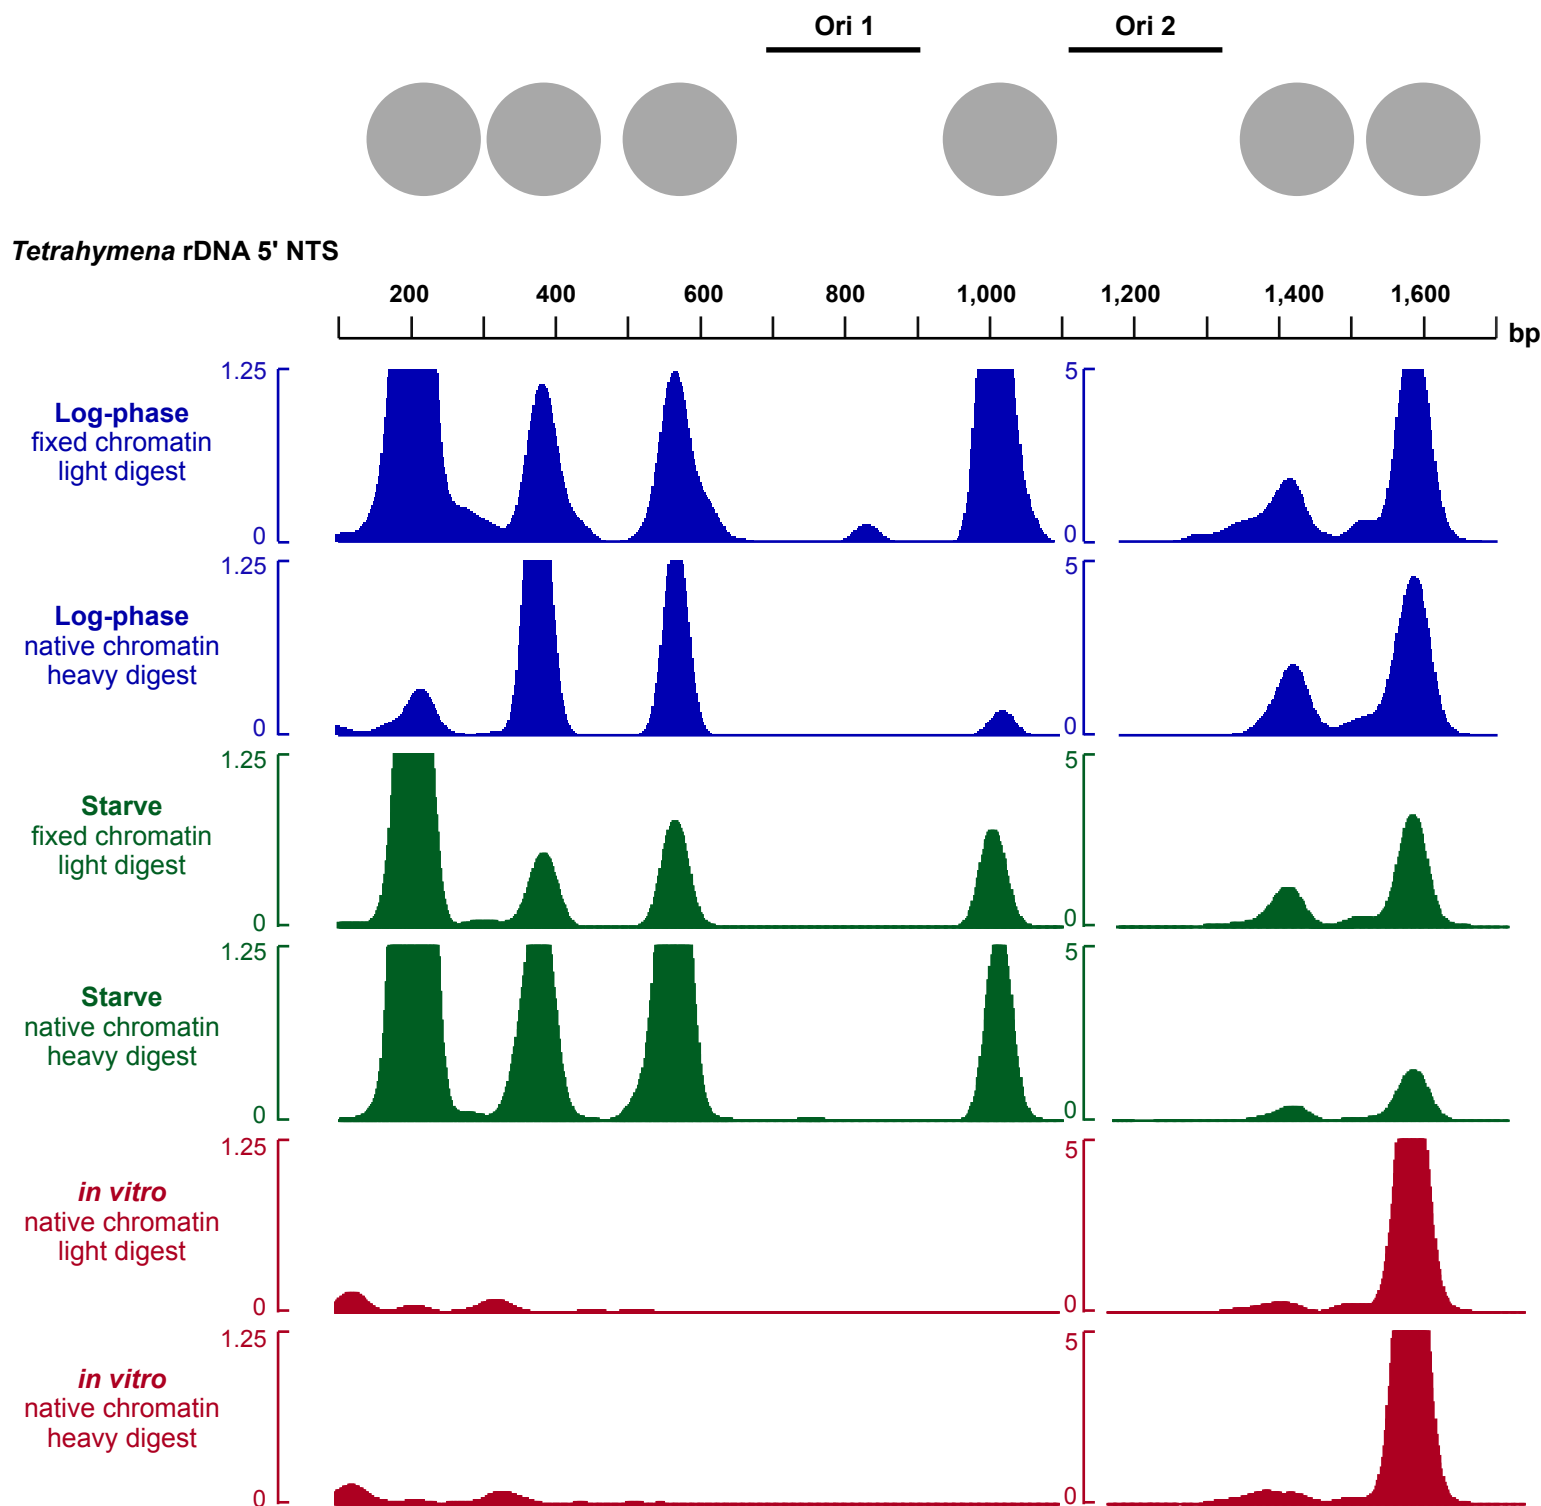 Ori 1 Ori 2
Tetrahymena rDNA 5' NTS
200 400 600 800 1,000 1,200 1,400 1,600
bp
1.25 5
Log-phase
fixed chromatin
light digest
0 0
1.25 5
Log-phase
native chromatin
heavy digest
0 0
1.25 5
Starve
fixed chromatin
light digest
0 0
1.25 5
Starve
native chromatin
heavy digest
0 0
1.25 5
in vitro
native chromatin
light digest
0 0
1.25 5
in vitro
native chromatin
heavy digest
0 0